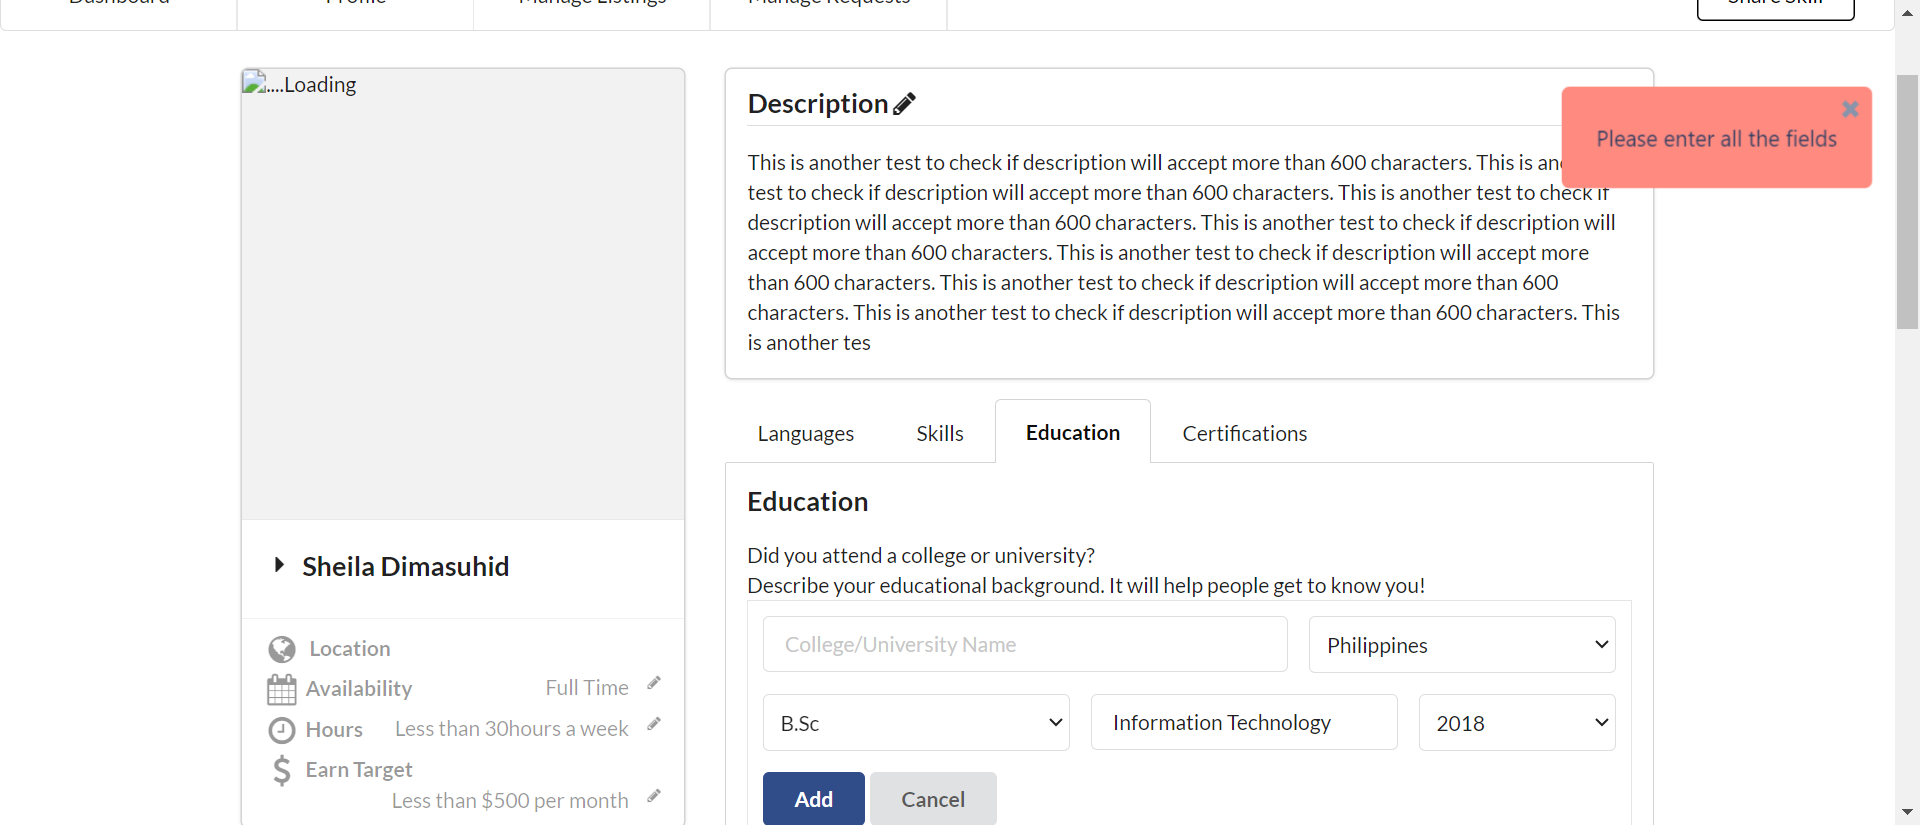 Dashboard
Profile
Manage Listings
Manage Requests
Share Skill
....Loading
Description
Please enter all the fields
This is another test to check if description will accept more than 600 characters. This is an
test to check if description will accept more than 600 characters. This is another test to check if
description will accept more than 600 characters. This is another test to check if description will
accept more than 600 characters. This is another test to check if description will accept more
than 600 characters. This is another test to check if description will accept more than 600
characters. This is another test to check if description will accept more than 600 characters. This
is another tes
Languages
Skills
Education
Certifications
Education
Did you attend a college or university?
Describe your educational background. It will help people get to know you!
College/University Name
Philippines
B.Sc
Information Technology
2018
Add
Cancel
Sheila Dimasuhid
Location
Availability
Full Time
Hours
Less than 30hours a week
Earn Target
Less than $500 per month